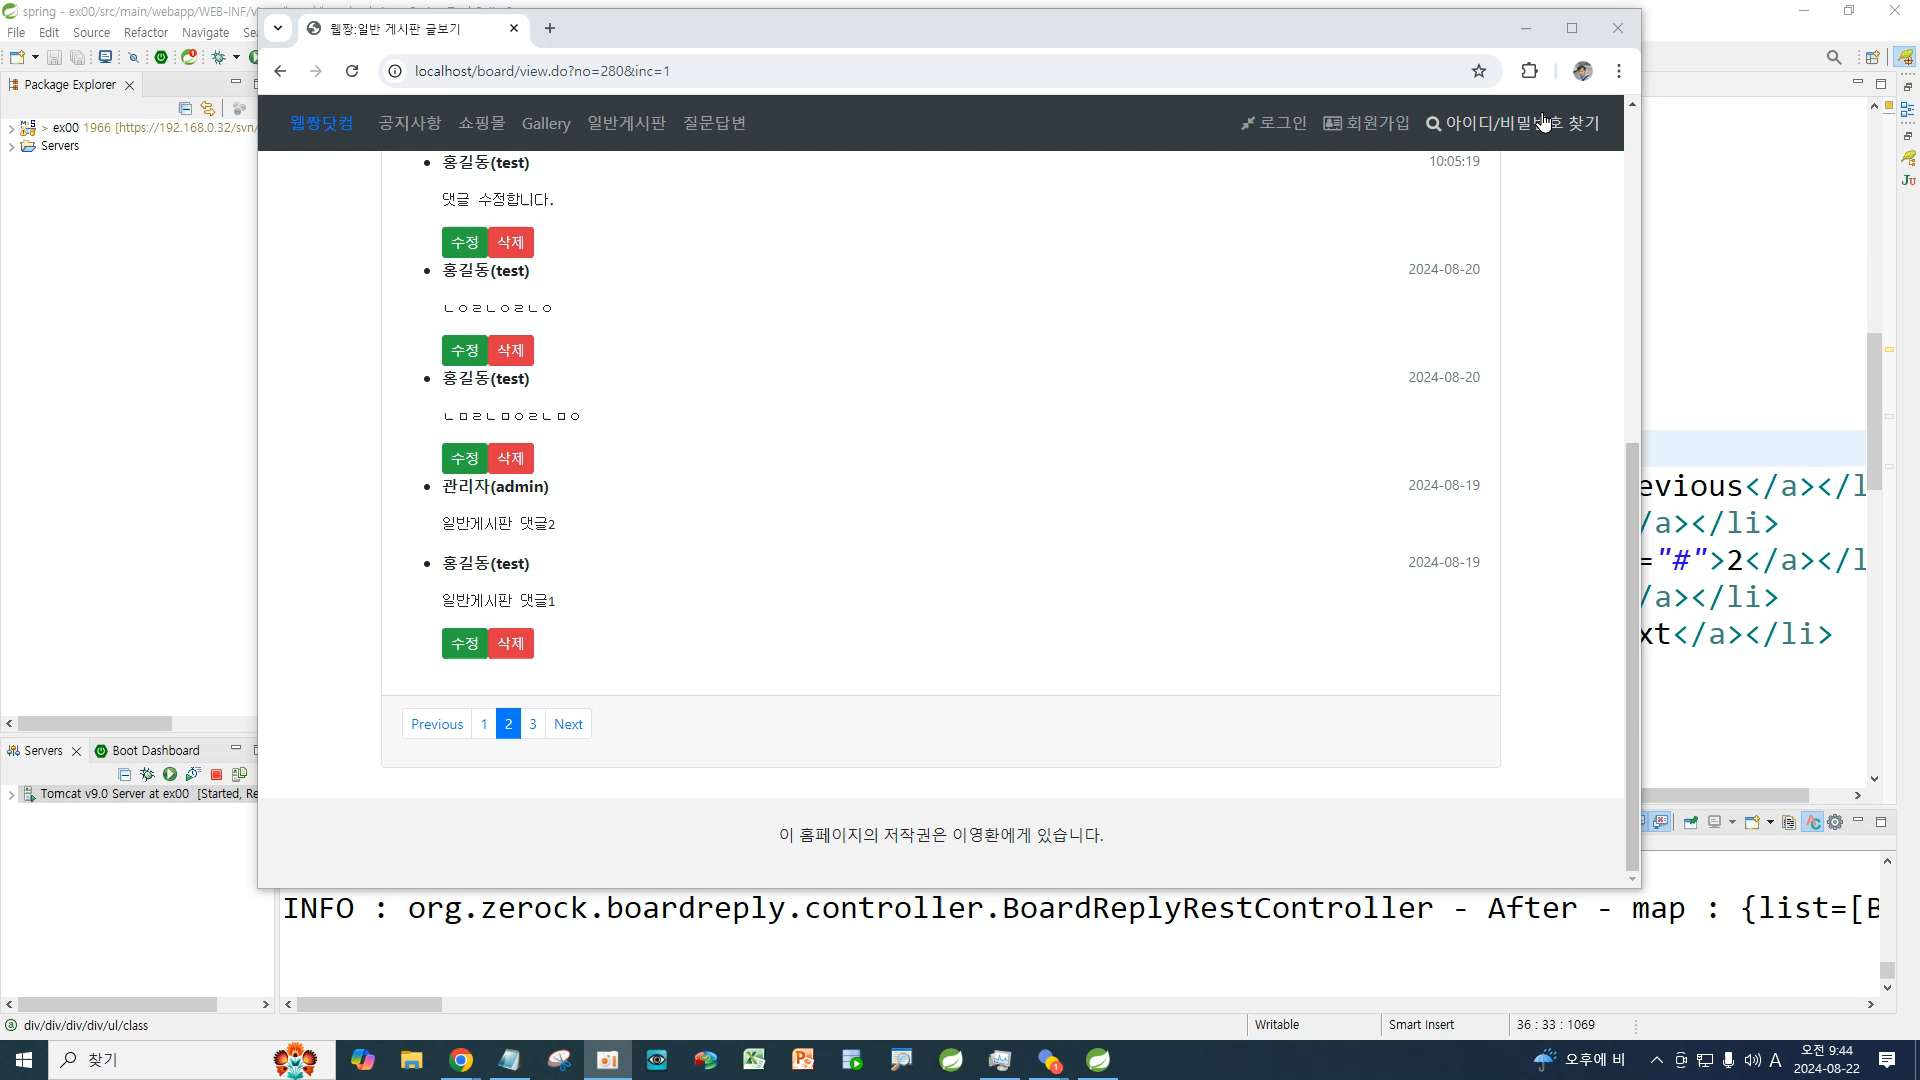 spring - ex00/src/main/webapp/WEB-INF/v
File Edit Source Refactor Navigate Se
Package Explorer
> ex00 1966 [https://192.168.0.32/svn/
Servers
웹짱:일반 게시판 글보기
localhost/board/view.do?no=280&inc=1
웹짱닷컴 공지사항 쇼핑몰 Gallery 일반게시판 질문답변 로그인 회원가입 아이디/비밀번호 찾기
홍길동(test) 10:05:19
댓글 수정합니다.
수정 삭제
홍길동(test) 2024-08-20
ㄴㅇㄹㄴㅇㄹㄴㅇ
수정 삭제
홍길동(test) 2024-08-20
ㄴㅁㄹㄴㅁㅇㄹㄴㅁㅇ
수정 삭제
관리자(admin) 2024-08-19
일반게시판 댓글2
홍길동(test) 2024-08-19
일반게시판 댓글1
수정 삭제
Previous 1 2 3 Next
이 홈페이지의 저작권은 이영환에게 있습니다.
evious</a></l
/a></li>
="#">2</a></l
/a></li>
xt</a></li>
Servers Boot Dashboard
Tomcat v9.0 Server at ex00 [Started, Re
INFO : org.zerock.boardreply.controller.BoardReplyRestController - After - map : {list=[B
div/div/div/div/ul/class Writable Smart Insert 36 : 33 : 1069
찾기 오후에 비 A 오전 9:44
2024-08-22